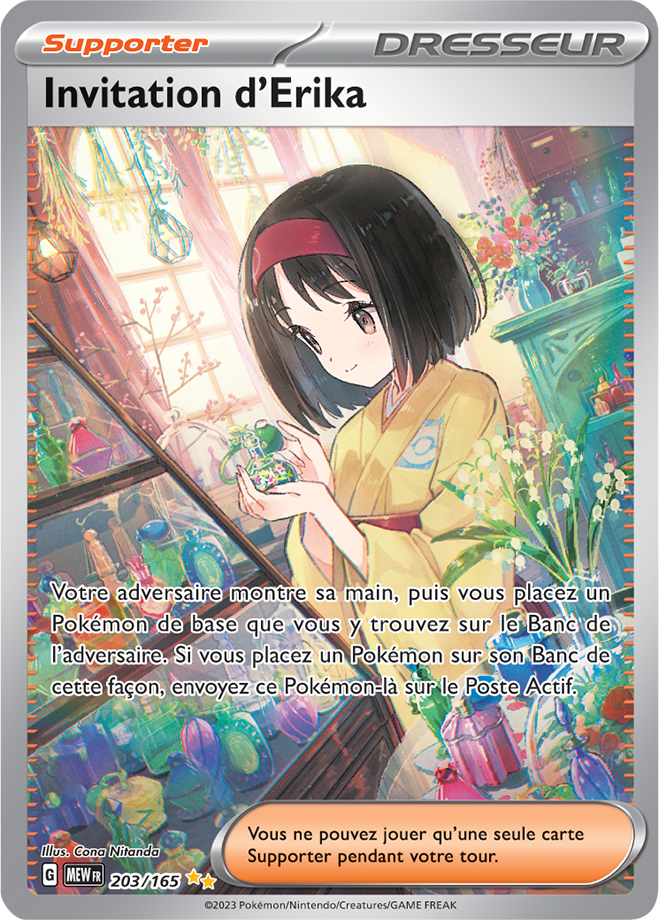 Supporter
DRESSEUR
Invitation d'Erika
Votre adversaire montre sa main, puis vous placez un
Pokémon de base que vous y trouvez sur le Banc de
l'adversaire. Si vous placez un Pokémon sur son Banc de
cette façon, envoyez ce Pokémon-là sur le Poste Actif.
Illus. Cona Nitanda
Vous ne pouvez jouer qu'une seule carte
Supporter pendant votre tour.
G MEW FR 203/165
©2023 Pokémon/Nintendo/Creatures/GAME FREAK